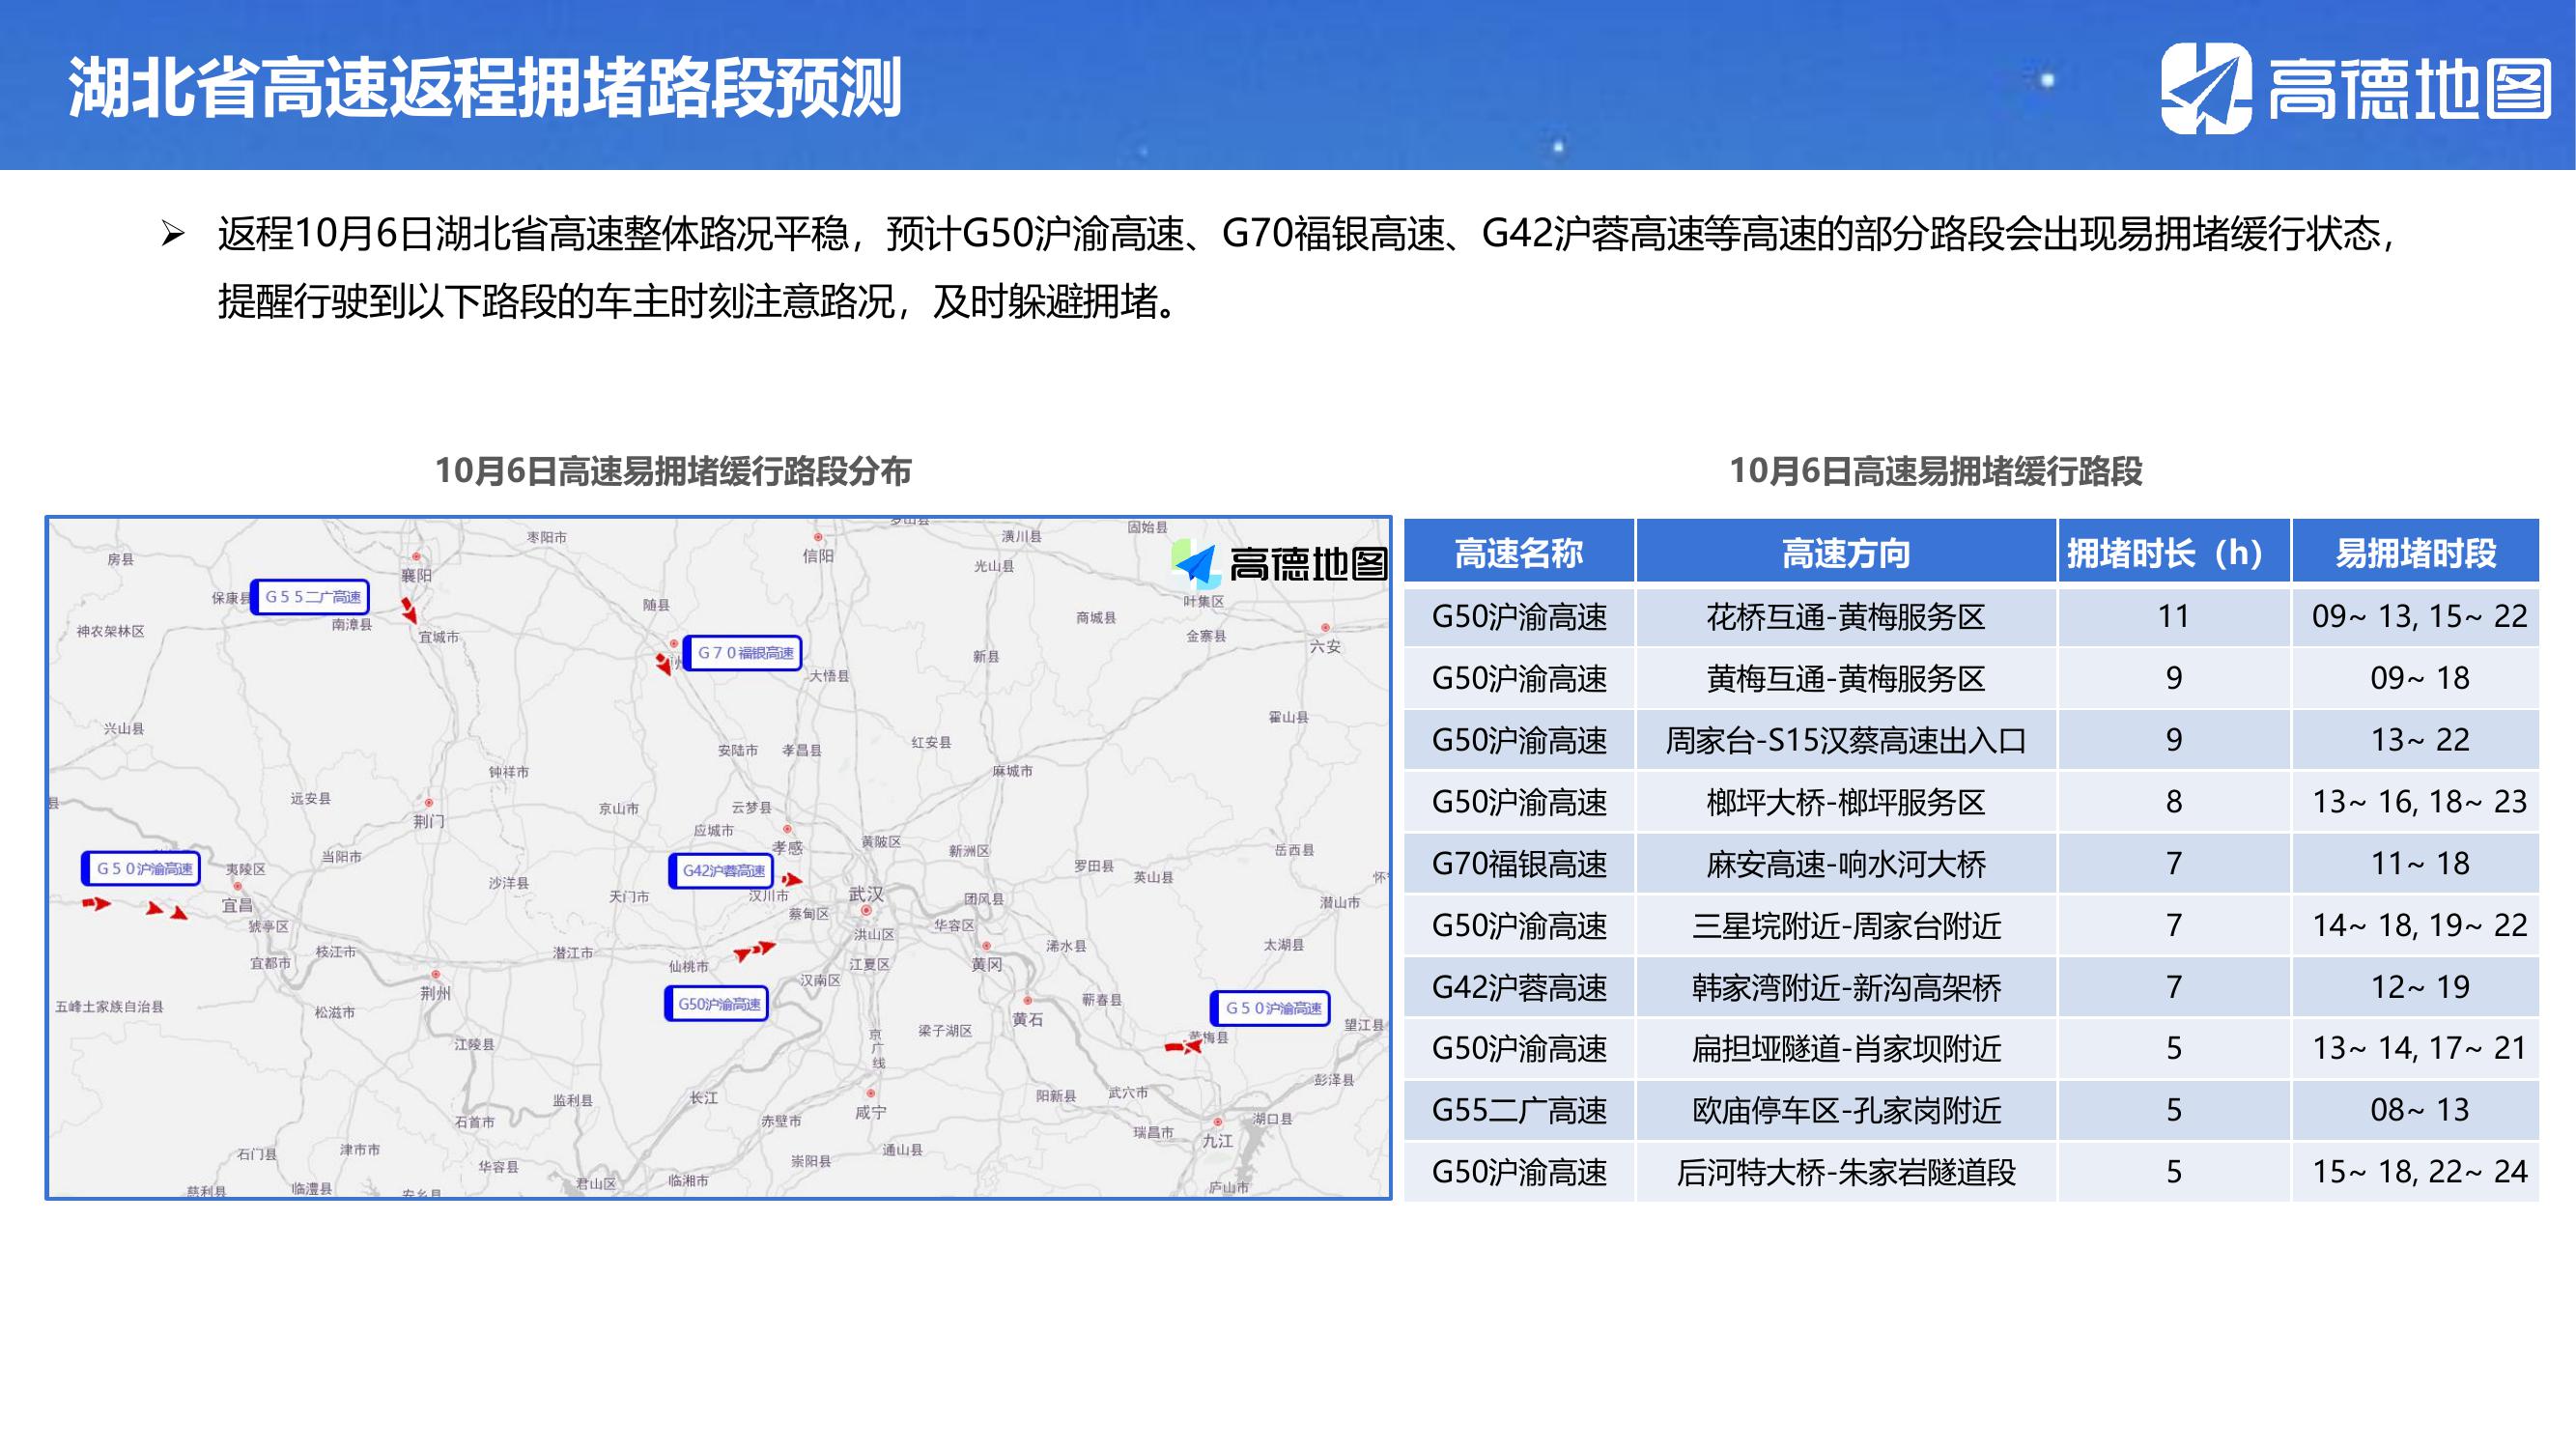 湖北省高速返程拥堵路段预测
高德地图
返程10月6日湖北省高速整体路况平稳，预计G50沪渝高速、G70福银高速、G42沪蓉高速等高速的部分路段会出现易拥堵缓行状态，
提醒行驶到以下路段的车主时刻注意路况，及时躲避拥堵。
10月6日高速易拥堵缓行路段分布
固始县
枣阳市
潢川县
房县
信阳
高德地图
光山县
襄阳
保康县
G55二广高速
叶集区
随县
商城县
南漳县
神农架林区
宜城市
金寨县
六安
G70福银高速
新县
大悟县
霍山县
兴山县
红安县
安陆市
孝昌县
钟祥市
麻城市
远安县
京山市
云梦县
荆门
应城市
黄陂区
孝感
新洲区
岳西县
当阳市
G50沪渝高速
夷陵区
G42沪蓉高速
罗田县
英山县
沙洋县
天门市
汉川市
武汉
团风县
潜山市
宜昌
蔡甸区
猇亭区
华容区
洪山区
太湖县
浠水县
枝江市
潜江市
宜都市
仙桃市
江夏区
黄冈
汉南区
荆州
蕲春县
五峰土家族自治县
松滋市
G50沪渝高速
G50沪渝高速
黄石
望江县
梁子湖区
京广线
黄梅县
江陵县
彭泽县
长江
监利县
阳新县
武穴市
咸宁
石首市
赤壁市
湖口县
瑞昌市
九江
石门县
津市市
通山县
崇阳县
华容县
临湘市
君山区
慈利县
临澧县
安乡县
庐山市
10月6日高速易拥堵缓行路段
高速名称 高速方向 拥堵时长（h） 易拥堵时段
G50沪渝高速 花桥互通-黄梅服务区 11 09~ 13, 15~ 22
G50沪渝高速 黄梅互通-黄梅服务区 9 09~ 18
G50沪渝高速 周家台-S15汉蔡高速出入口 9 13~ 22
G50沪渝高速 榔坪大桥-榔坪服务区 8 13~ 16, 18~ 23
G70福银高速 麻安高速-响水河大桥 7 11~ 18
G50沪渝高速 三星垸附近-周家台附近 7 14~ 18, 19~ 22
G42沪蓉高速 韩家湾附近-新沟高架桥 7 12~ 19
G50沪渝高速 扁担垭隧道-肖家坝附近 5 13~ 14, 17~ 21
G55二广高速 欧庙停车区-孔家岗附近 5 08~ 13
G50沪渝高速 后河特大桥-朱家岩隧道段 5 15~ 18, 22~ 24